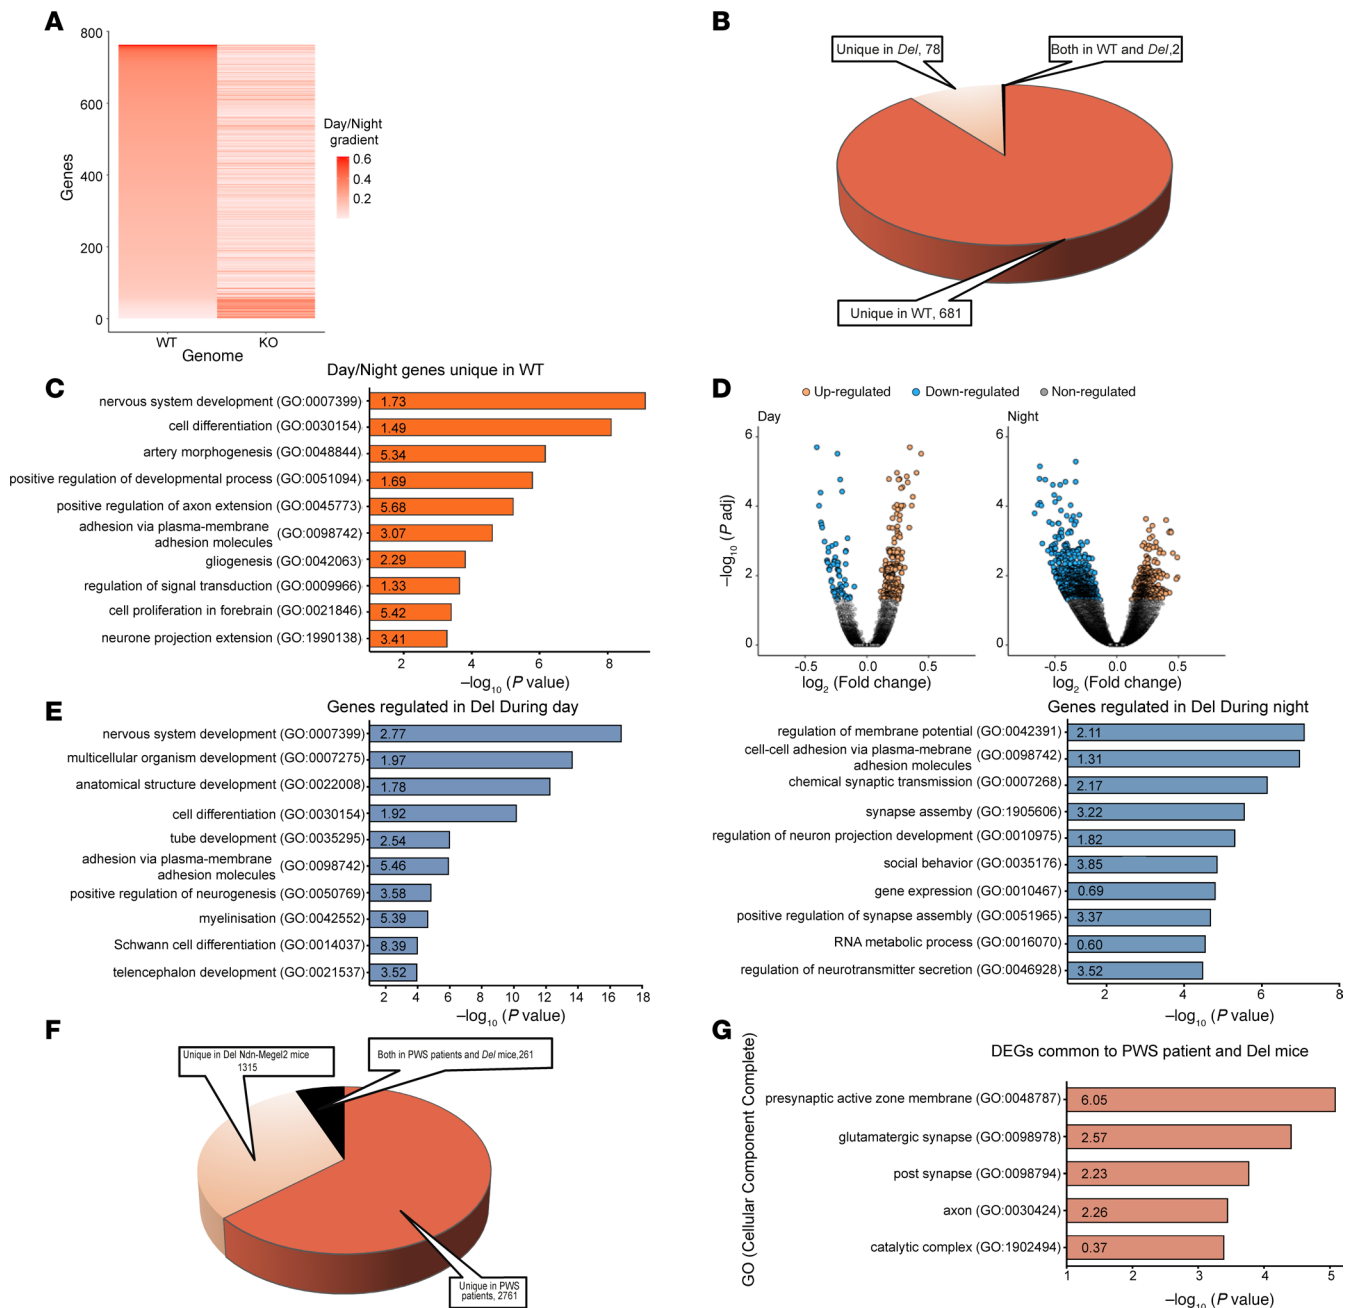 A
800
600
400
200
0
Genes
WT
KO
Genome
Day/Night
gradient
0.6
0.4
0.2
B
Unique in Del, 78
Both in WT and Del,2
Unique in WT, 681
C
Day/Night genes unique in WT
nervous system development (GO:0007399)
1.73
cell differentiation (GO:0030154)
1.49
artery morphogenesis (GO:0048844)
5.34
positive regulation of developmental process (GO:0051094)
1.69
positive regulation of axon extension (GO:0045773)
5.68
adhesion via plasma-membrane
adhesion molecules
(GO:0098742)
3.07
gliogenesis (GO:0042063)
2.29
regulation of signal transduction (GO:0009966)
1.33
cell proliferation in forebrain (GO:0021846)
5.42
neurone projection extension (GO:1990138)
3.41
2 4 6 8
–log10 (P value)
D
Up-regulated
Down-regulated
Non-regulated
Day
Night
6
4
2
0
–log10 (P adj)
-0.5 0.0 0.5
log2 (Fold change)
6
4
2
0
-0.5 0.0 0.5
log2 (Fold change)
E
Genes regulated in Del During day
nervous system development (GO:0007399)
2.77
multicellular organism development (GO:0007275)
1.97
anatomical structure development (GO:0022008)
1.78
cell differentiation (GO:0030154)
1.92
tube development (GO:0035295)
2.54
adhesion via plasma-membrane
adhesion molecules
(GO:0098742)
5.46
positive regulation of neurogenesis (GO:0050769)
3.58
myelinisation (GO:0042552)
5.39
Schwann cell differentiation (GO:0014037)
8.39
telencephalon development (GO:0021537)
3.52
2 4 6 8 10 12 14 16 18
–log10 (P value)
Genes regulated in Del During night
regulation of membrane potential (GO:0042391)
2.11
cell-cell adhesion via plasma-mebrane
adhesion molecules
(GO:0098742)
1.31
chemical synaptic transmission (GO:0007268)
2.17
synapse assemby (GO:1905606)
3.22
regulation of neuron projection development (GO:0010975)
1.82
social behavior (GO:0035176)
3.85
gene expression (GO:0010467)
0.69
positive regulation of synapse assembly (GO:0051965)
3.37
RNA metabolic process (GO:0016070)
0.60
regulation of neurotransmitter secretion (GO:0046928)
3.52
2 4 6 8
–log10 (P value)
F
Unique in Del Ndn-Megel2 mice
1315
Both in PWS patients and Del mice,261
Unique in PWS
patients, 2761
G
DEGs common to PWS patient and Del mice
GO (Cellular Component Complete)
presynaptic active zone membrane (GO:0048787)
6.05
glutamatergic synapse (GO:0098978)
2.57
post synapse (GO:0098794)
2.23
axon (GO:0030424)
2.26
catalytic complex (GO:1902494)
0.37
1 2 3 4 5
–log10 (P value)